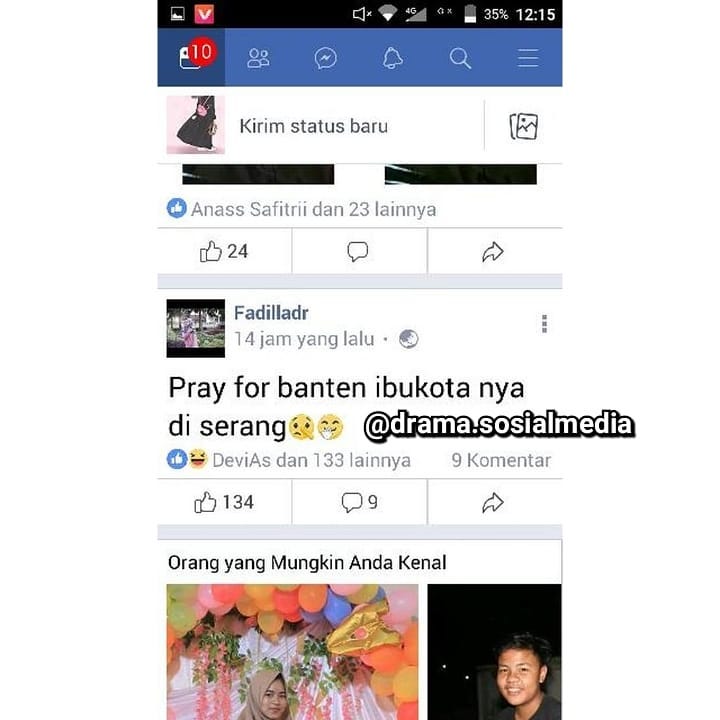 4G
G x
35% 12:15
10
Kirim status baru
Anass Safitrii dan 23 lainnya
24
Fadilladr
14 jam yang lalu ·
Pray for banten ibukota nya
di serang😢😁
@drama.sosialmedia
DeviAs dan 133 lainnya
9 Komentar
134
9
Orang yang Mungkin Anda Kenal